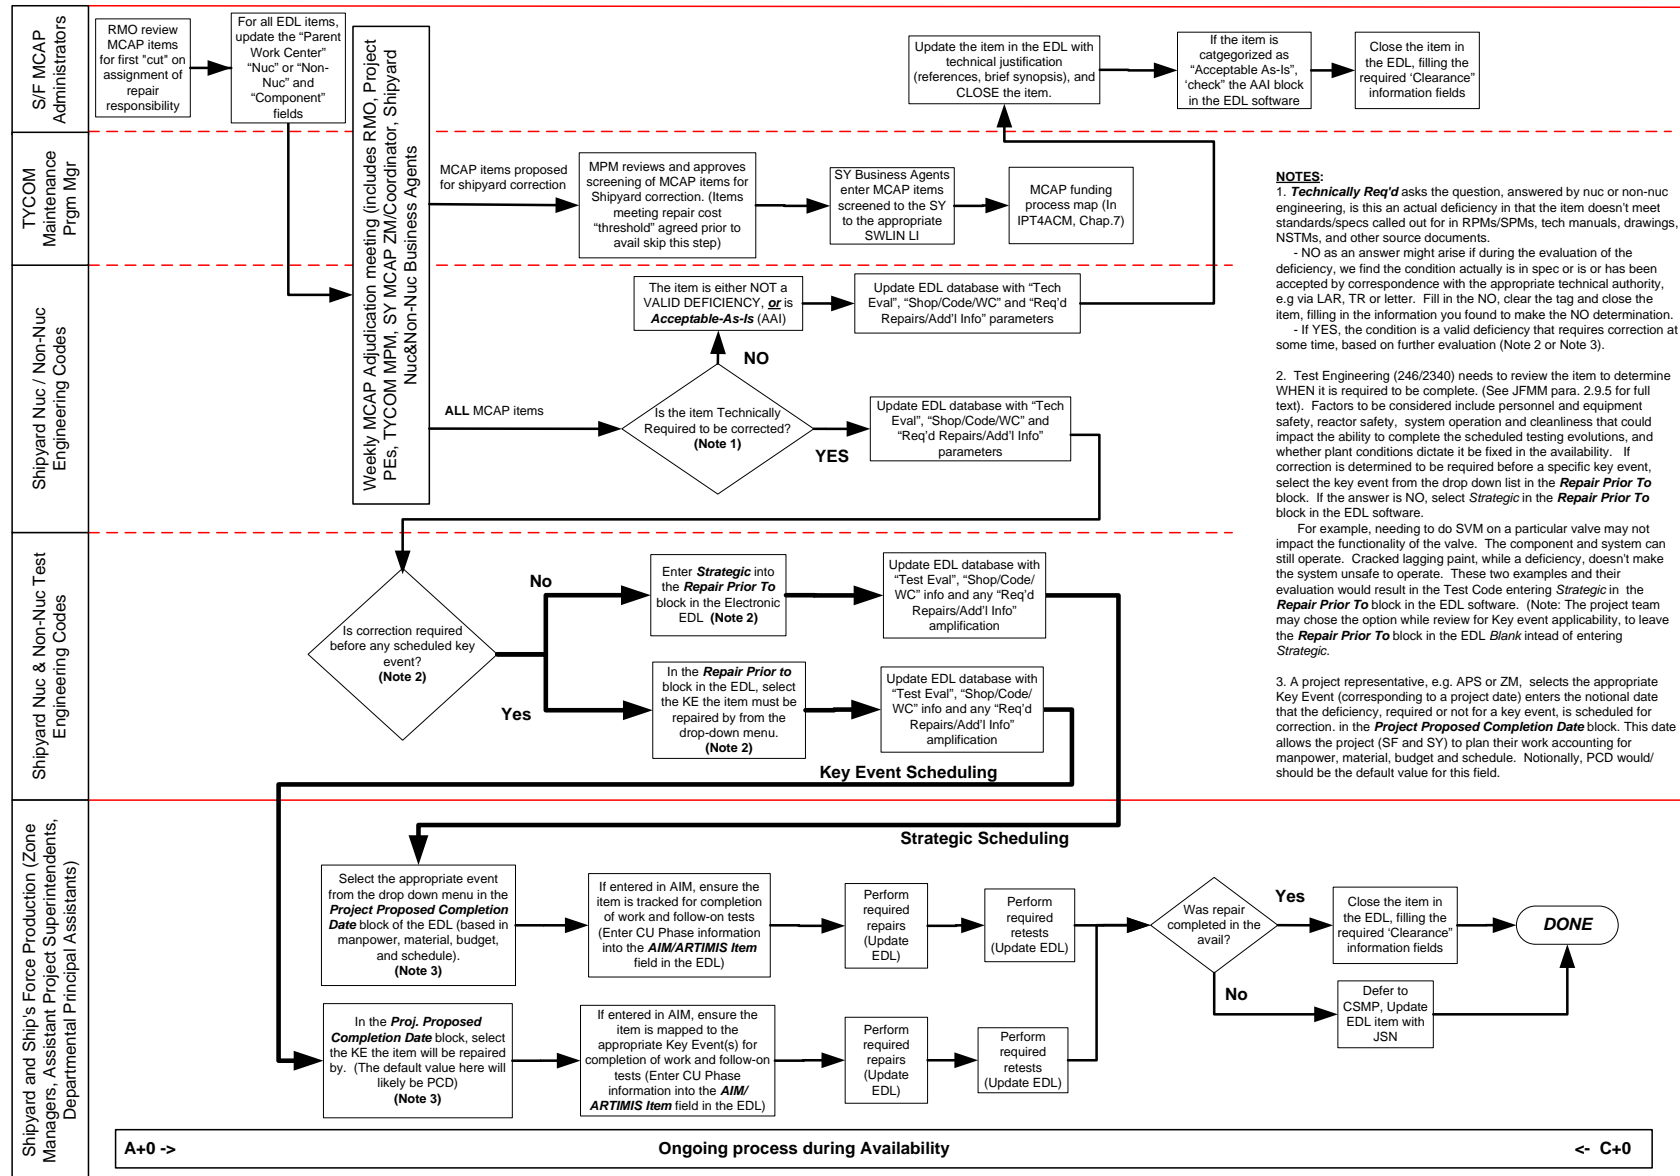 S/F MCAP
Administrators
RMO review
MCAP items
for first "cut" on
assignment of
repair
responsibility
For all EDL items,
update the “Parent
Work Center”
“Nuc” or “Non-
Nuc” and
“Component”
fields
Weekly MCAP Adjudication meeting (includes RMO, Project
PEs, TYCOM MPM, SY MCAP ZM/Coordinator, Shipyard
Nuc&Non-Nuc Business Agents
Update the item in the EDL with
technical justification
(references, brief synopsis), and
CLOSE the item.
If the item is
catgegorized as
“Acceptable As-Is”,
‘check” the AAI block
in the EDL software
Close the item in
the EDL, filling the
required ‘Clearance”
information fields
TYCOM
Maintenance
Prgm Mgr
MCAP items proposed
for shipyard correction
MPM reviews and approves
screening of MCAP items for
Shipyard correction. (Items
meeting repair cost
“threshold” agreed prior to
avail skip this step)
SY Business Agents
enter MCAP items
screened to the SY
to the appropriate
SWLIN LI
MCAP funding
process map (In
IPT4ACM, Chap.7)
Shipyard Nuc / Non-Nuc
Engineering Codes
The item is either NOT a
VALID DEFICIENCY, or is
Acceptable-As-Is (AAI)
Update EDL database with “Tech
Eval”, “Shop/Code/WC” and “Req’d
Repairs/Add’l Info” parameters
NO
ALL MCAP items
Is the item Technically
Required to be corrected?
(Note 1)
YES
Update EDL database with “Tech
Eval”, “Shop/Code/WC” and
“Req’d Repairs/Add’l Info”
parameters
NOTES:
1. Technically Req'd asks the question, answered by nuc or non-nuc
engineering, is this an actual deficiency in that the item doesn’t meet
standards/specs called out for in RPMs/SPMs, tech manuals, drawings,
NSTMs, and other source documents.
- NO as an answer might arise if during the evaluation of the
deficiency, we find the condition actually is in spec or is or has been
accepted by correspondence with the appropriate technical authority,
e.g via LAR, TR or letter. Fill in the NO, clear the tag and close the
item, filling in the information you found to make the NO determination.
- If YES, the condition is a valid deficiency that requires correction at
some time, based on further evaluation (Note 2 or Note 3).
2. Test Engineering (246/2340) needs to review the item to determine
WHEN it is required to be complete. (See JFMM para. 2.9.5 for full
text). Factors to be considered include personnel and equipment
safety, reactor safety, system operation and cleanliness that could
impact the ability to complete the scheduled testing evolutions, and
whether plant conditions dictate it be fixed in the availability. If
correction is determined to be required before a specific key event,
select the key event from the drop down list in the Repair Prior To
block. If the answer is NO, select Strategic in the Repair Prior To
block in the EDL software.
For example, needing to do SVM on a particular valve may not
impact the functionality of the valve. The component and system can
still operate. Cracked lagging paint, while a deficiency, doesn’t make
the system unsafe to operate. These two examples and their
evaluation would result in the Test Code entering Strategic in the
Repair Prior To block in the EDL software. (Note: The project team
may chose the option while review for Key event applicability, to leave
the Repair Prior To block in the EDL Blank intead of entering
Strategic.
3. A project representative, e.g. APS or ZM, selects the appropriate
Key Event (corresponding to a project date) enters the notional date
that the deficiency, required or not for a key event, is scheduled for
correction. in the Project Proposed Completion Date block. This date
allows the project (SF and SY) to plan their work accounting for
manpower, material, budget and schedule. Notionally, PCD would/
should be the default value for this field.
Shipyard Nuc & Non-Nuc Test
Engineering Codes
Is correction required
before any scheduled key
event?
(Note 2)
No
Enter Strategic into
the Repair Prior To
block in the Electronic
EDL (Note 2)
Update EDL database with
“Test Eval”, “Shop/Code/
WC” info and any “Req’d
Repairs/Add’l Info”
amplification
Yes
In the Repair Prior to
block in the EDL, select
the KE the item must be
repaired by from the
drop-down menu.
(Note 2)
Update EDL database with
“Test Eval”, “Shop/Code/
WC” info and any “Req’d
Repairs/Add’l Info”
amplification
Key Event Scheduling
Shipyard and Ship's Force Production (Zone
Managers, Assistant Project Superintendents,
Departmental Principal Assistants)
Strategic Scheduling
Select the appropriate event
from the drop down menu in the
Project Proposed Completion
Date block of the EDL (based in
manpower, material, budget,
and schedule).
(Note 3)
If entered in AIM, ensure the
item is tracked for completion
of work and follow-on tests
(Enter CU Phase information
into the AIM/ARTIMIS Item
field in the EDL)
Perform
required
repairs
(Update
EDL)
Perform
required
retests
(Update EDL)
Was repair
completed in the
avail?
Yes
Close the item in
the EDL, filling the
required ‘Clearance”
information fields
DONE
No
Defer to
CSMP, Update
EDL item with
JSN
In the Proj. Proposed
Completion Date block, select
the KE the item will be repaired
by. (The default value here will
likely be PCD)
(Note 3)
If entered in AIM, ensure the
item is mapped to the
appropriate Key Event(s) for
completion of work and follow-on
tests (Enter CU Phase
information into the AIM/
ARTIMIS Item field in the EDL)
Perform
required
repairs
(Update
EDL)
Perform
required
retests
(Update EDL)
A+0 ->
Ongoing process during Availability
<- C+0